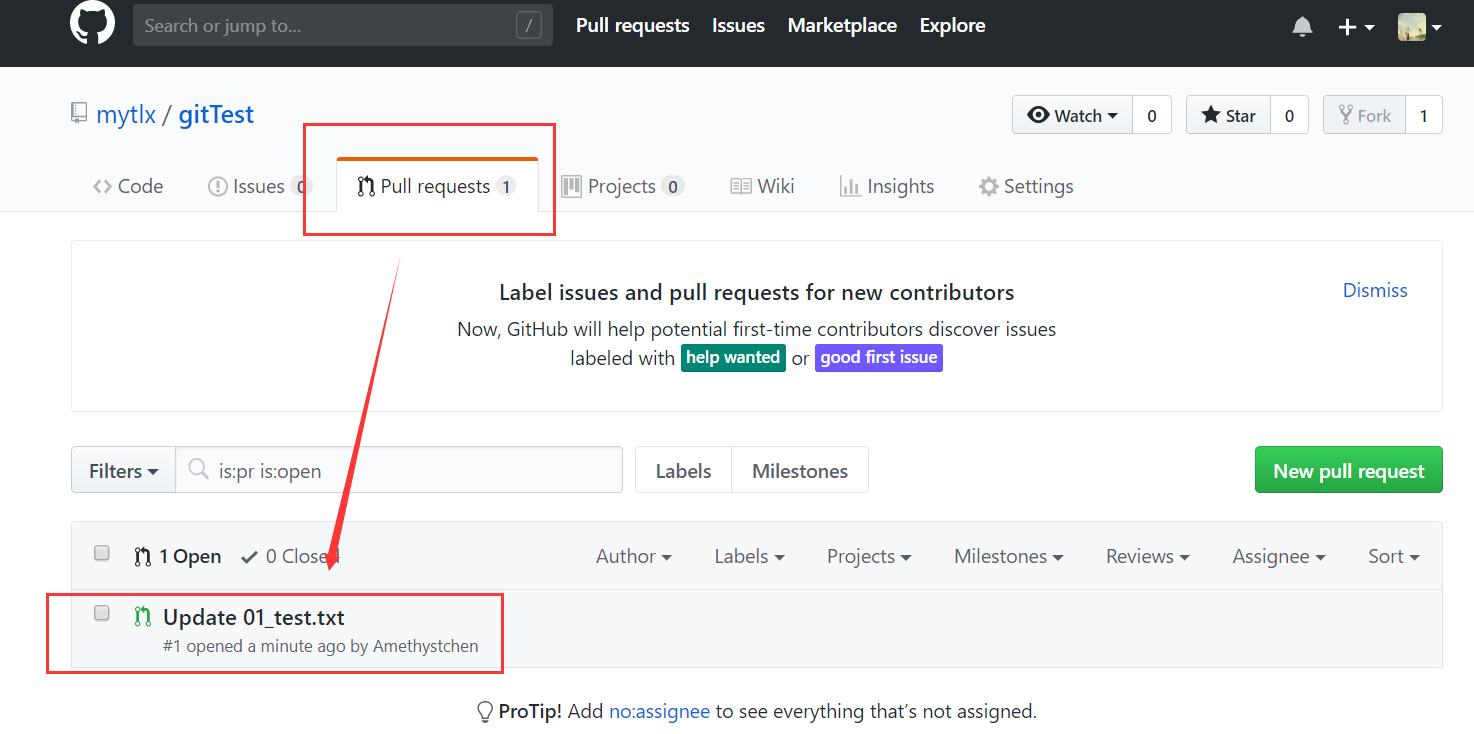 Search or jump to... / Pull requests Issues Marketplace Explore
mytlx / gitTest Watch 0 Star 0 Fork 1
Code Issues 0 Pull requests 1 Projects 0 Wiki Insights Settings
Label issues and pull requests for new contributors Dismiss
Now, GitHub will help potential first-time contributors discover issues
labeled with help wanted or good first issue
Filters is:pr is:open Labels Milestones New pull request
1 Open 0 Closed Author Labels Projects Milestones Reviews Assignee Sort
Update 01_test.txt
#1 opened a minute ago by Amethystchen
ProTip! Add no:assignee to see everything that’s not assigned.